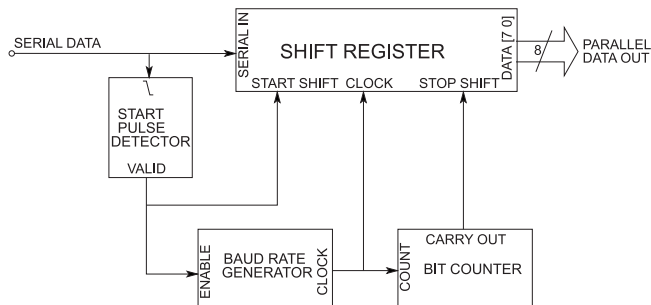 SERIAL DATA
SERIAL IN
SHIFT REGISTER
DATA [7 0]
8
PARALLEL
DATA OUT
START SHIFT
CLOCK
STOP SHIFT
START
PULSE
DETECTOR
VALID
ENABLE
BAUD RATE
GENERATOR
CLOCK
COUNT
CARRY OUT
BIT COUNTER